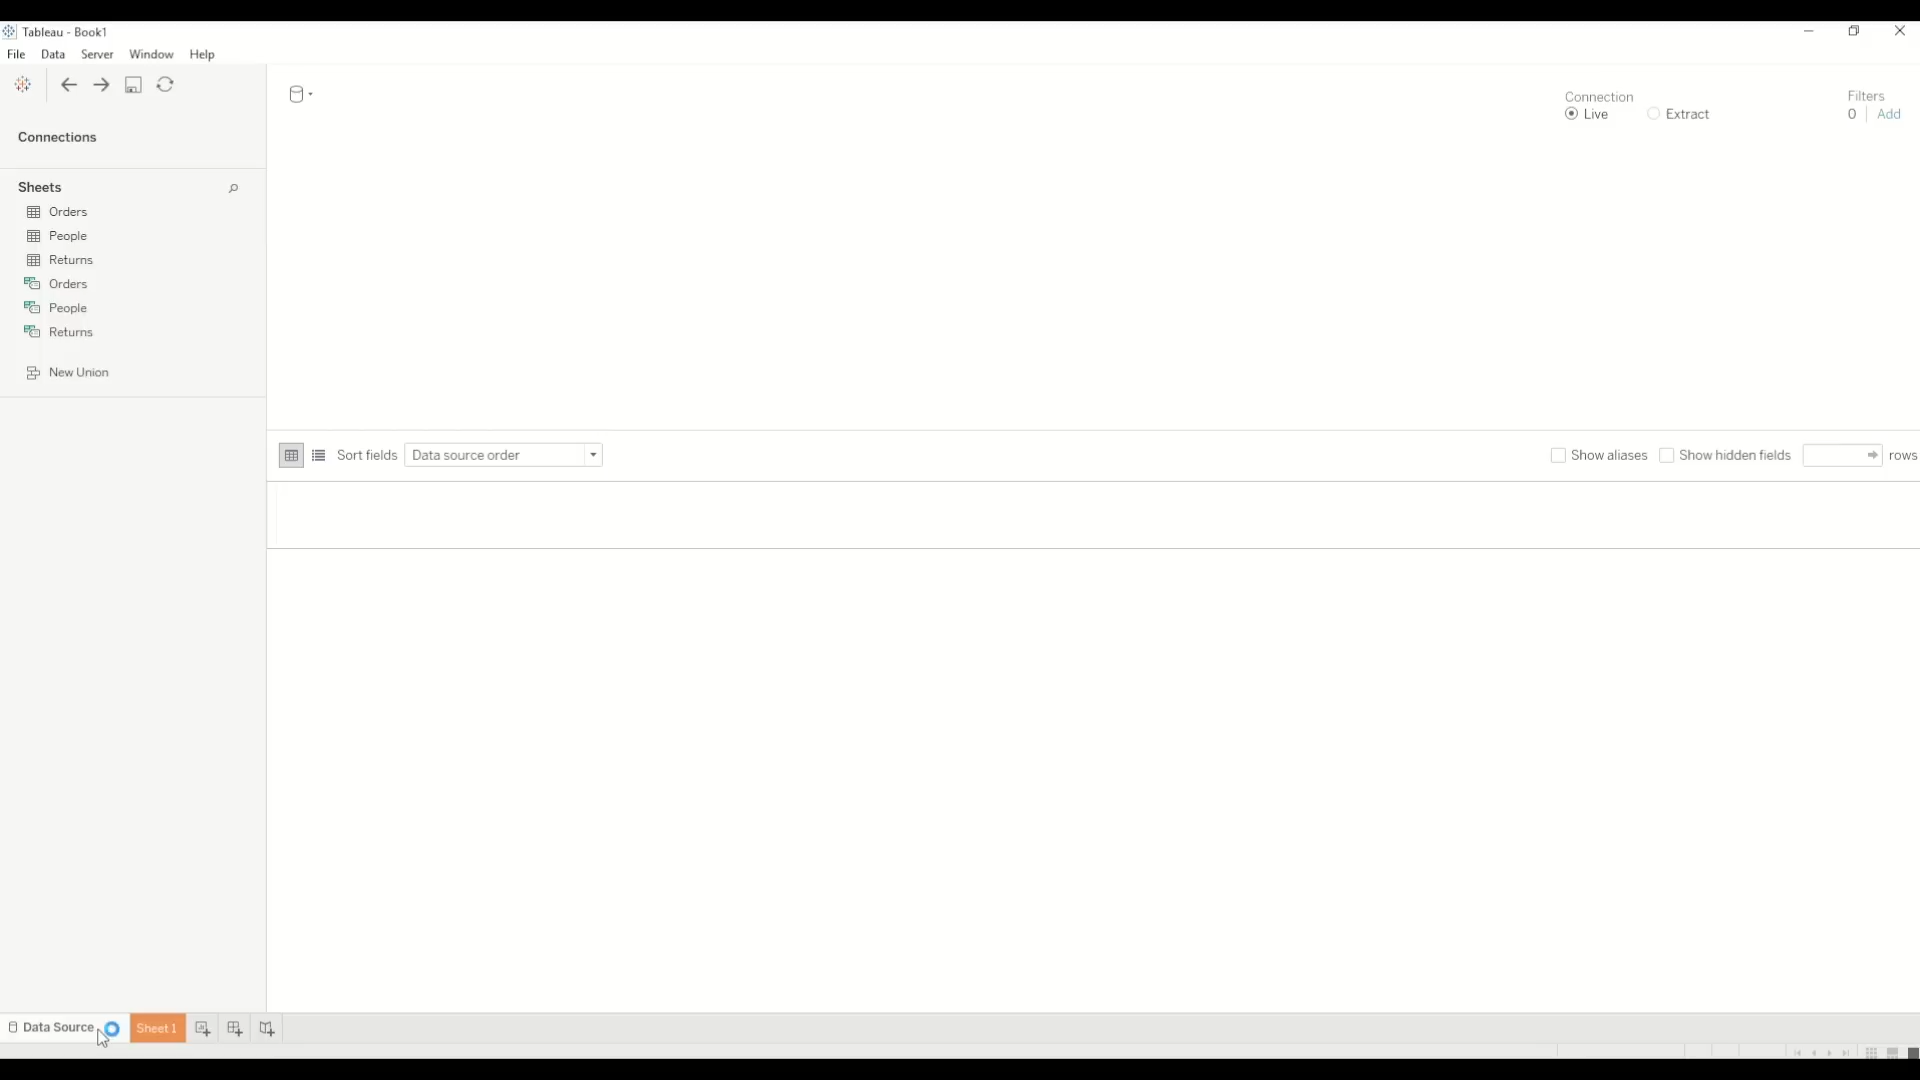 Tableau - Book1
File Data Server Window Help
Connections
Connection
Live Extract
Filters
0 Add
Sheets
Orders
People
Returns
Orders
People
Returns
New Union
Sort fields Data source order Show aliases Show hidden fields rows
Data Source Sheet 1